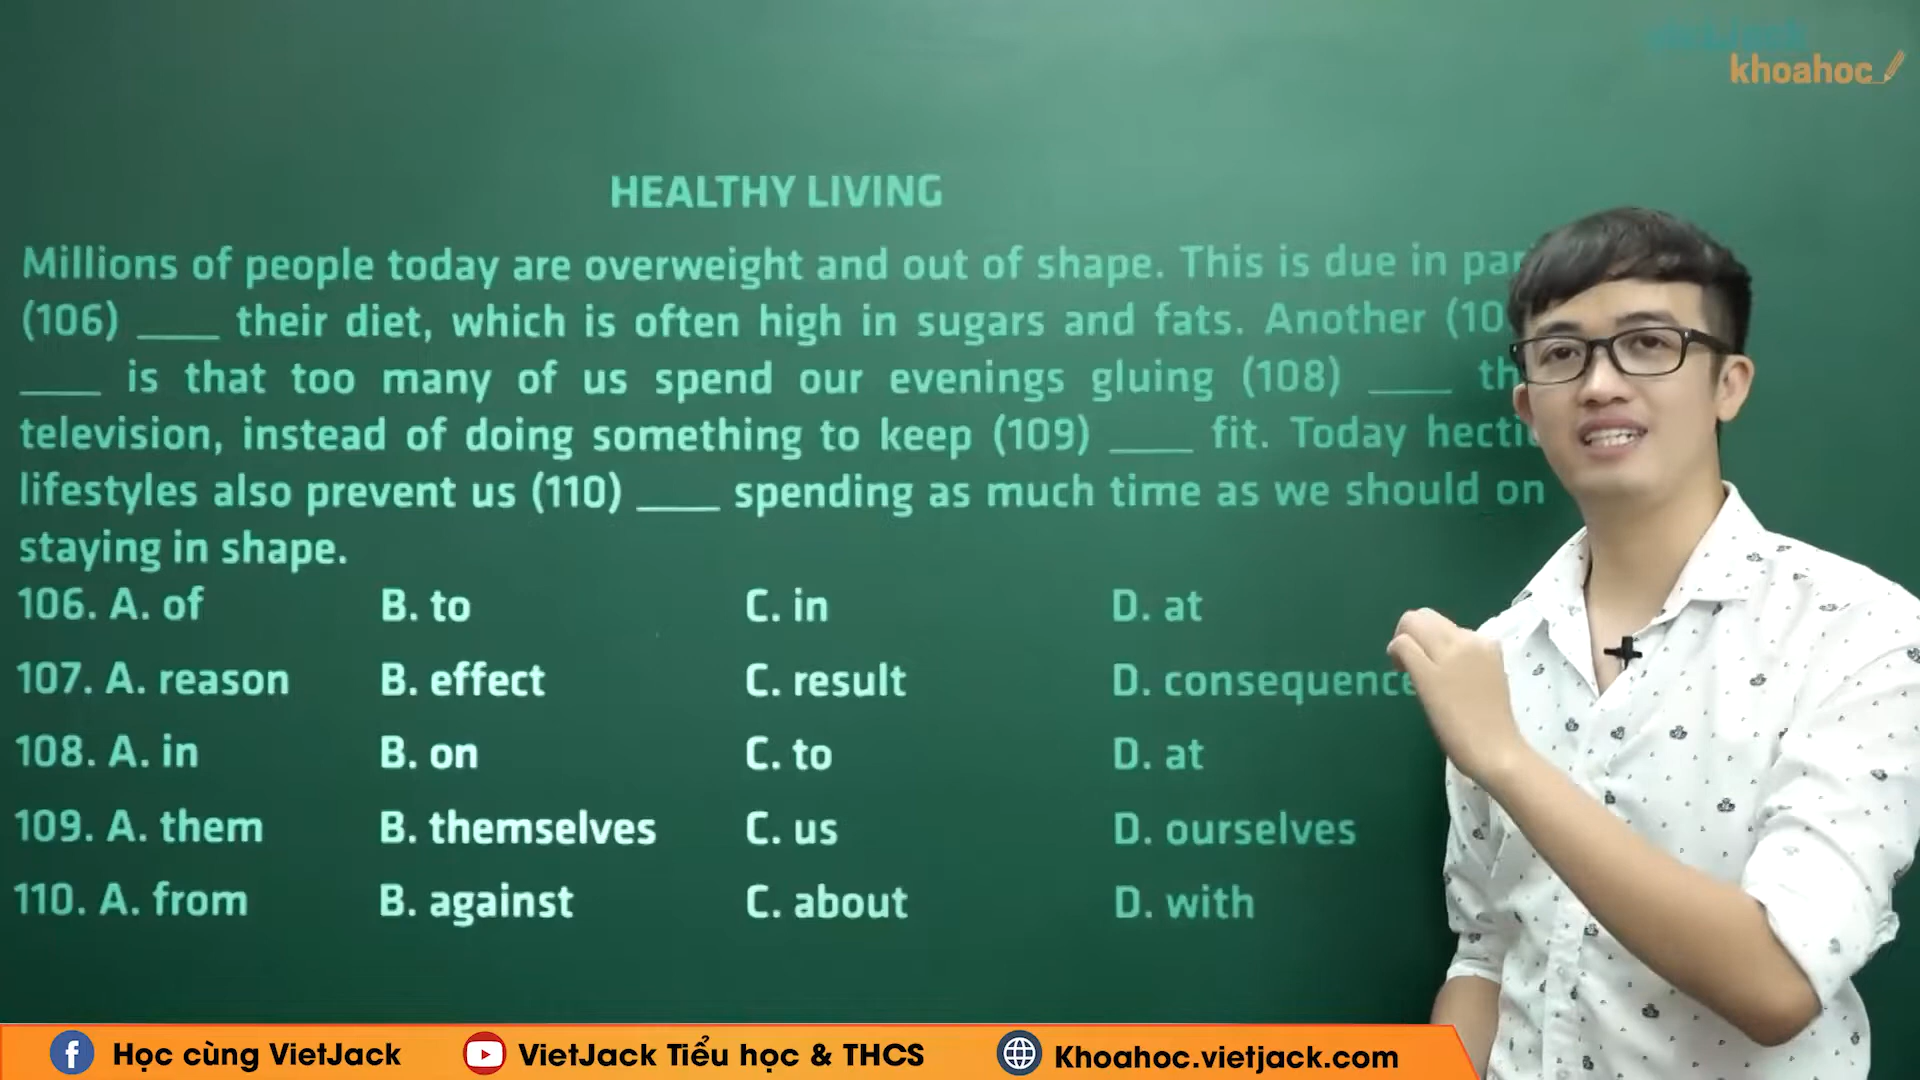 khoahoc
HEALTHY LIVING
Millions of people today are overweight and out of shape. This is due in
(106) ____ their diet, which is often high in sugars and fats. Another
____ is that too many of us spend our evenings gluing (108) ____
television, instead of doing something to keep (109) ____ fit. Today
lifestyles also prevent us (110) ____ spending as much time as we should on
staying in shape.
106. A. of B. to C. in D. at
107. A. reason B. effect C. result D. consequence
108. A. in B. on C. to D. at
109. A. them B. themselves C. us D. ourselves
110. A. from B. against C. about D. with
Học cùng VietJack VietJack Tiểu học & THCS Khoahoc.vietjack.com